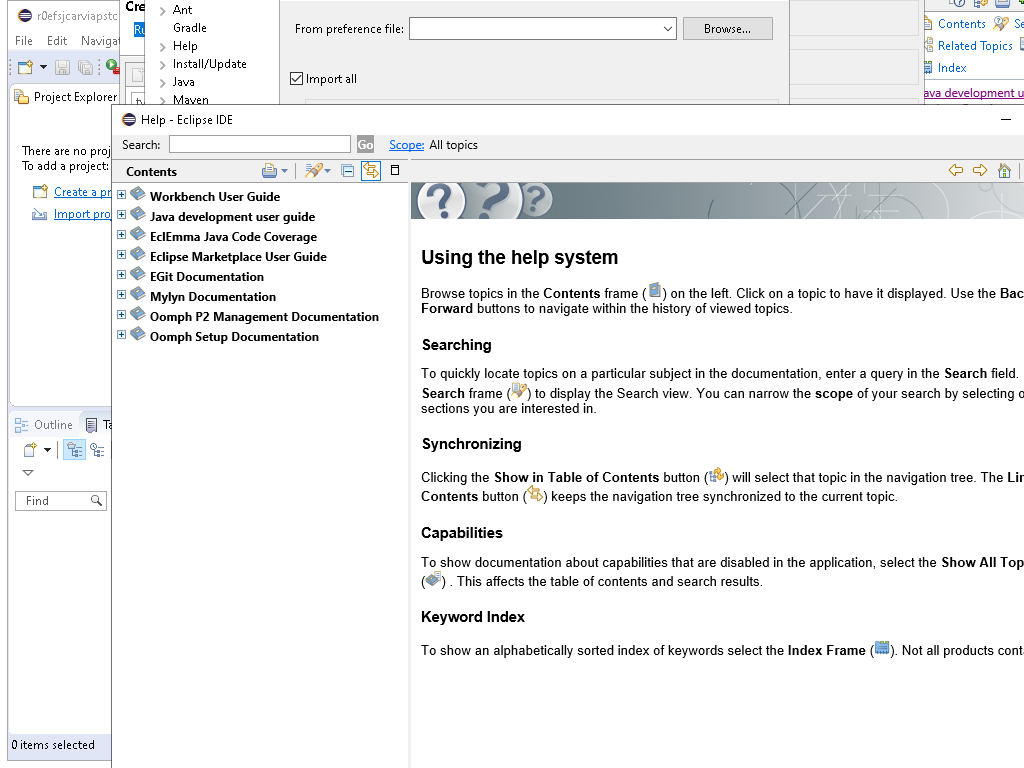 r0efsjcarviapstc
File Edit Naviga
Project Explorer
There are no proj
To add a project:
Create a pr
Import pro
Outline Ta
Find
0 items selected
Cre
Ru
Ant
Gradle
Help
Install/Update
Java
Maven
From preference file:
Browse...
Import all
Contents Se
Related Topics
Index
ava development u
Help - Eclipse IDE
Search: Go Scope: All topics
Contents
Workbench User Guide
Java development user guide
EclEmma Java Code Coverage
Eclipse Marketplace User Guide
EGit Documentation
Mylyn Documentation
Oomph P2 Management Documentation
Oomph Setup Documentation
Using the help system
Browse topics in the Contents frame ( ) on the left. Click on a topic to have it displayed. Use the Bac
Forward buttons to navigate within the history of viewed topics.
Searching
To quickly locate topics on a particular subject in the documentation, enter a query in the Search field.
Search frame ( ) to display the Search view. You can narrow the scope of your search by selecting o
sections you are interested in.
Synchronizing
Clicking the Show in Table of Contents button ( ) will select that topic in the navigation tree. The Lin
Contents button ( ) keeps the navigation tree synchronized to the current topic.
Capabilities
To show documentation about capabilities that are disabled in the application, select the Show All Top
( ) . This affects the table of contents and search results.
Keyword Index
To show an alphabetically sorted index of keywords select the Index Frame ( ). Not all products conta